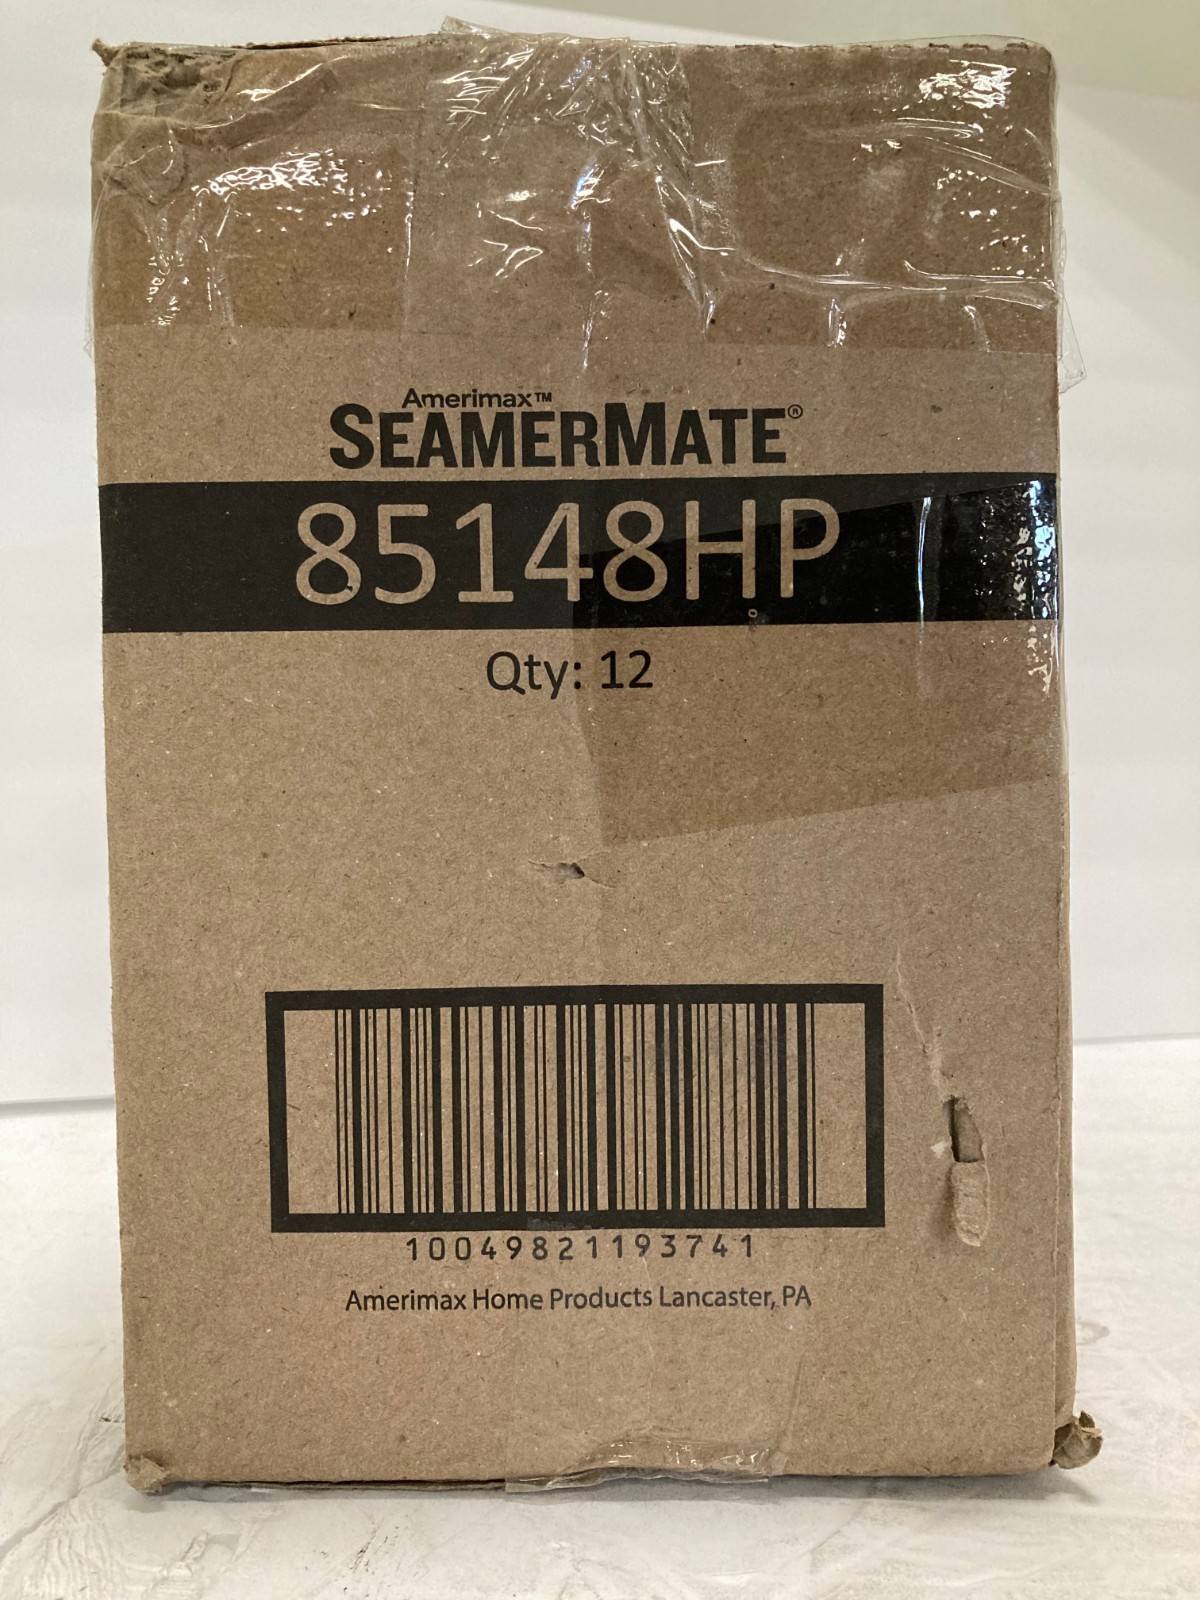 Amerimax™
SEAMERMATE®
85148HP
Qty: 12
10049821193741
Amerimax Home Products Lancaster, PA